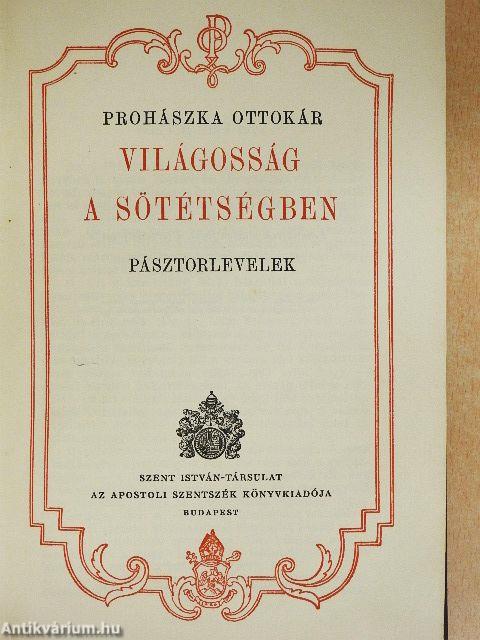 PROHÁSZKA OTTOKÁR
VILÁGOSSÁG
A SÖTÉTSÉGBEN
PÁSZTORLEVELEK
SZENT ISTVÁN-TÁRSULAT
AZ APOSTOLI SZENTSZÉK KÖNYVKIADÓJA
BUDAPEST
Antikvárium.hu